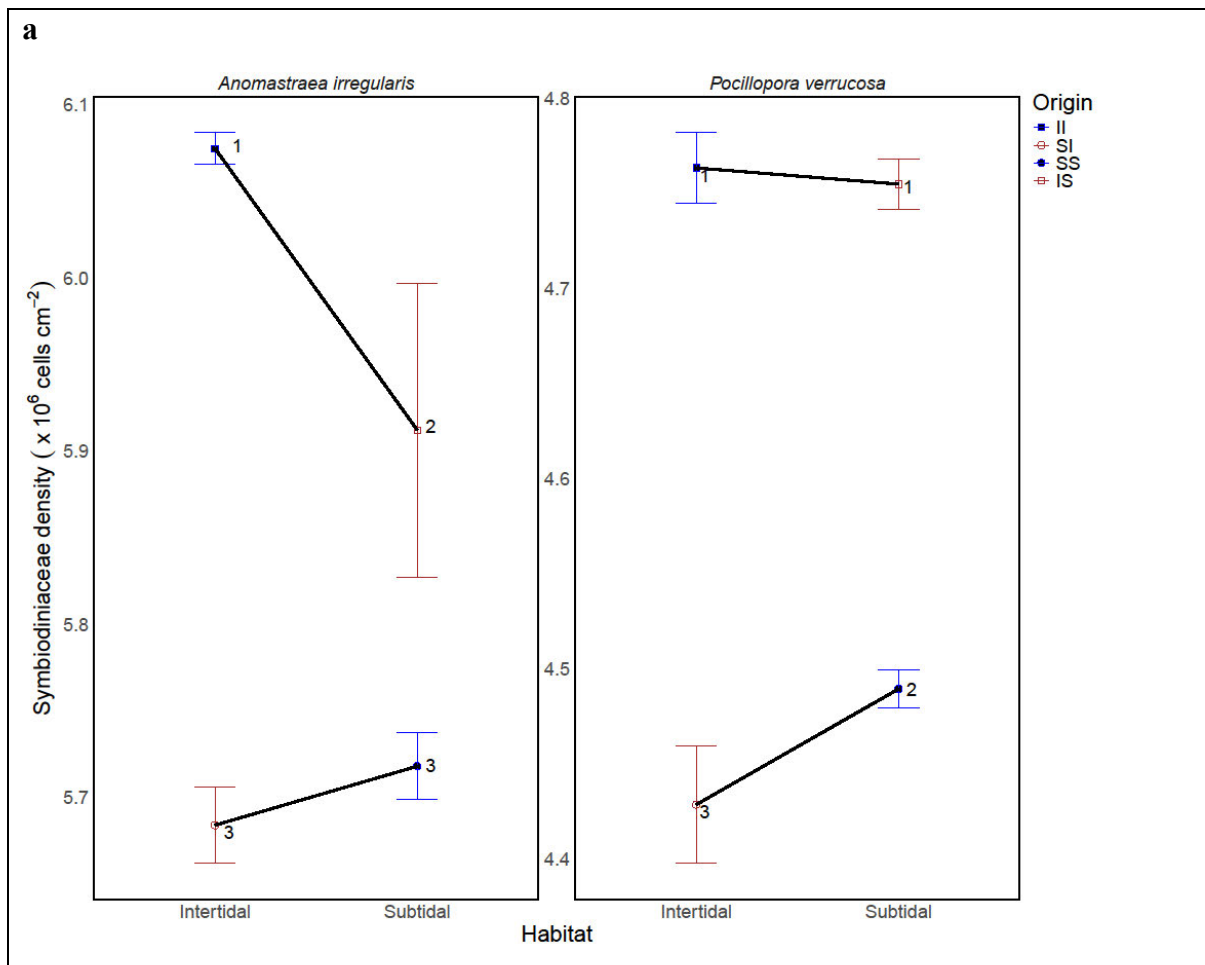 a
Anomastraea irregularis
Pocillopora verrucosa
Origin
II
SI
SS
IS
Symbiodiniaceae density ( x 10⁶ cells cm⁻²)
6.1
6.0
5.9
5.8
5.7
1
2
3
3
4.8
4.7
4.6
4.5
4.4
1
1
2
3
Intertidal
Subtidal
Intertidal
Subtidal
Habitat